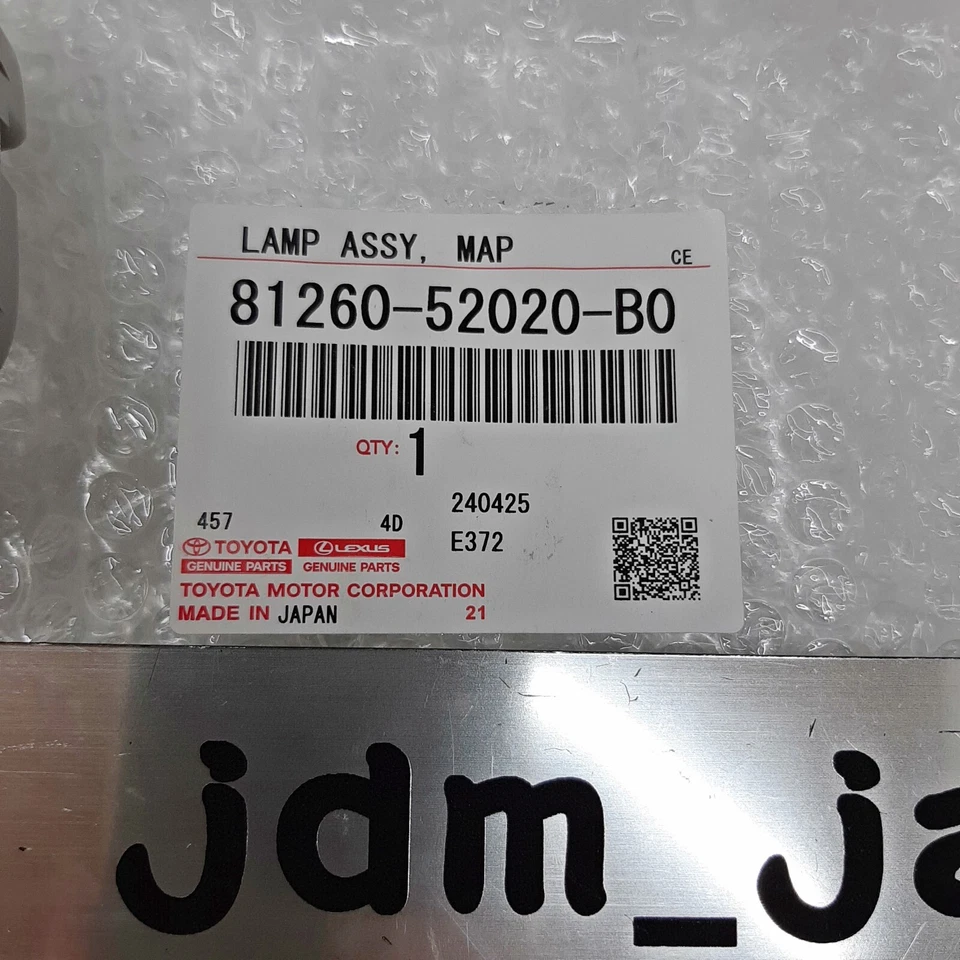 LAMP ASSY, MAP
CE
81260-52020-B0
QTY: 1
240425
457 4D
E372
TOYOTA LEXUS
GENUINE PARTS GENUINE PARTS
TOYOTA MOTOR CORPORATION
MADE IN JAPAN 21
jdm_ja